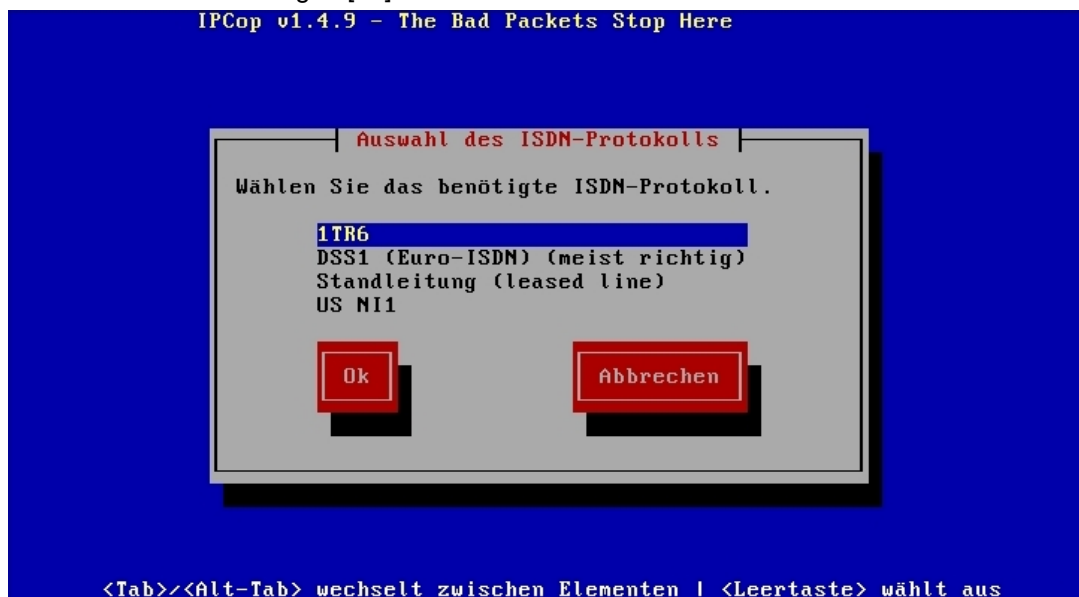 IPCop v1.4.9 - The Bad Packets Stop Here
Auswahl des ISDN-Protokolls
Wählen Sie das benötigte ISDN-Protokoll.
1TR6
DSS1 (Euro-ISDN) (meist richtig)
Standleitung (leased line)
US NI1
Ok Abbrechen
<Tab>/<Alt-Tab> wechselt zwischen Elementen | <Leertaste> wählt aus